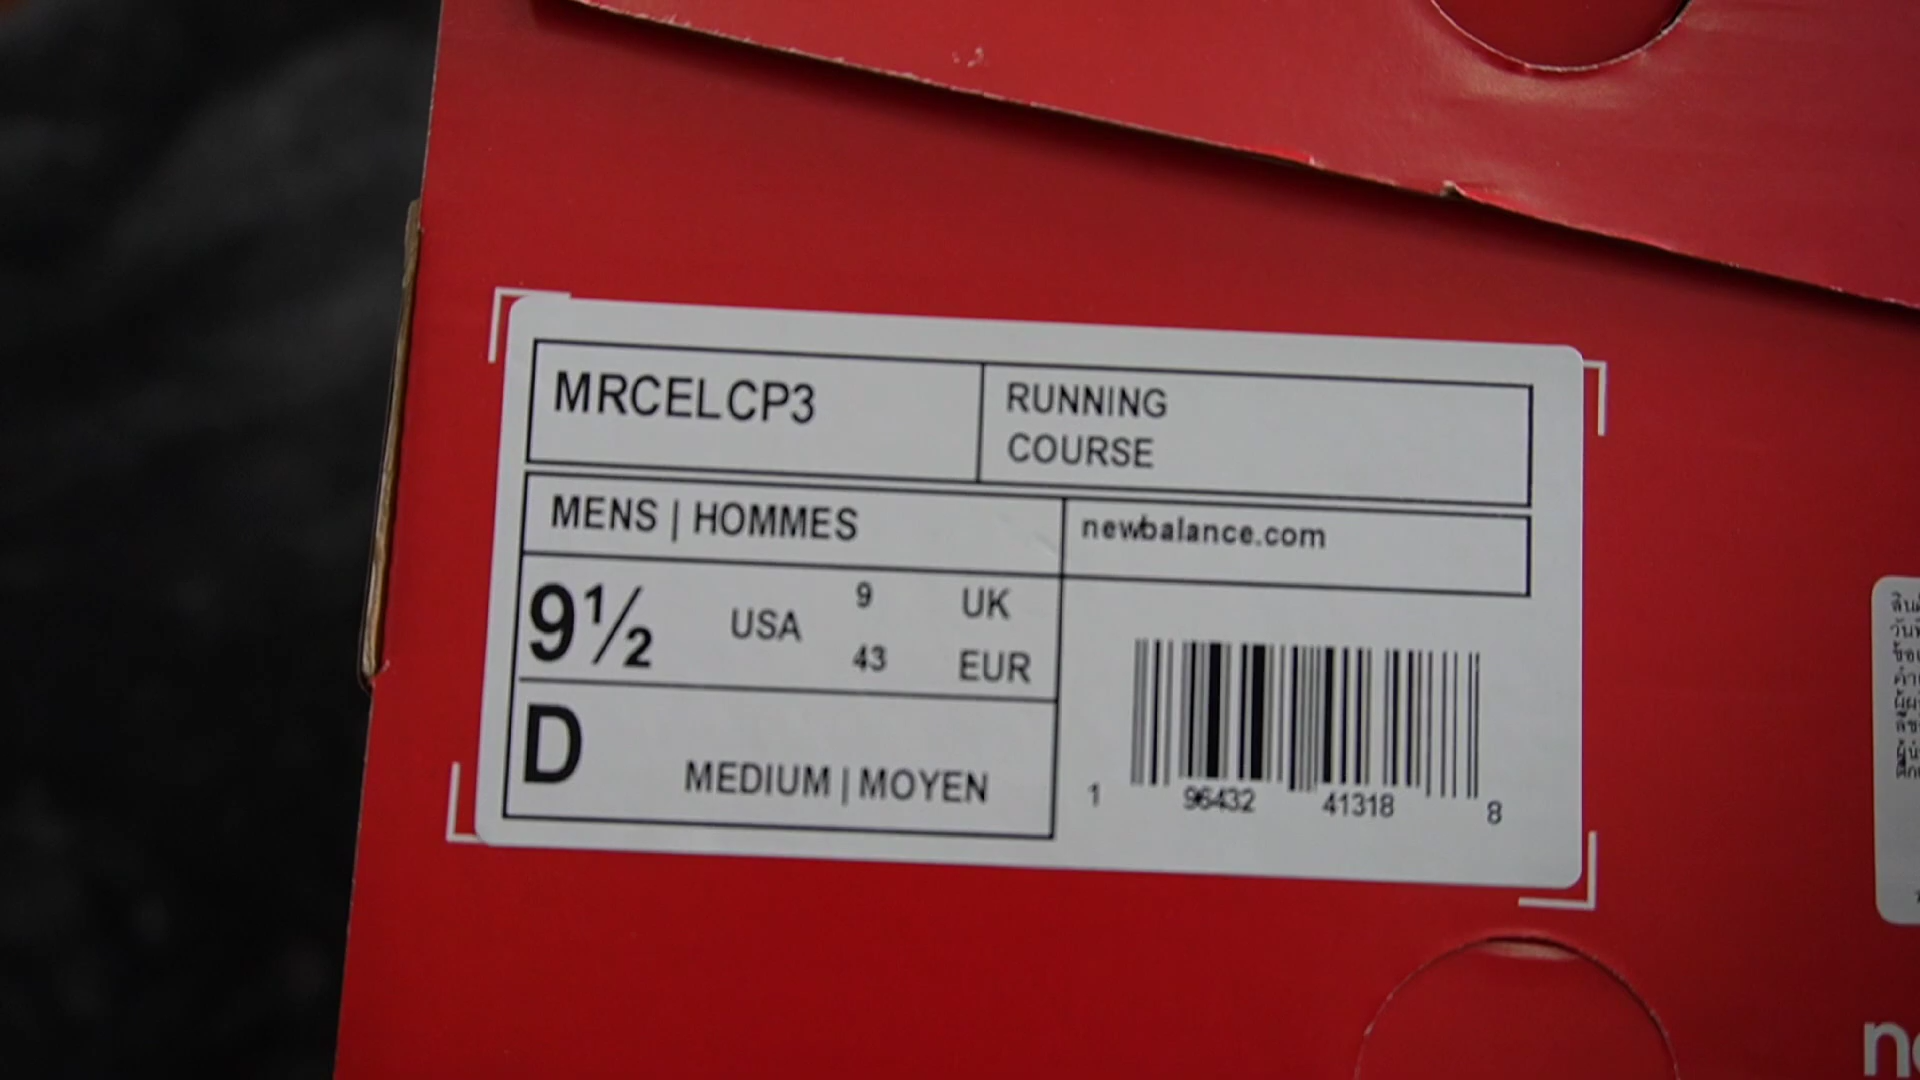 MRCELCP3
RUNNING
COURSE
MENS | HOMMES
newbalance.com
9½ USA 9 UK
43 EUR
D MEDIUM | MOYEN
1 96432 41318 8